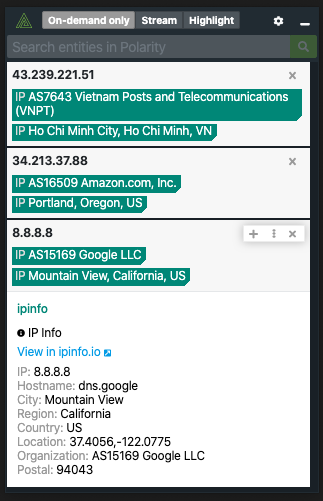 On-demand only Stream Highlight
Search entities in Polarity
43.239.221.51
IP AS7643 Vietnam Posts and Telecommunications
(VNPT)
IP Ho Chi Minh City, Ho Chi Minh, VN
34.213.37.88
IP AS16509 Amazon.com, Inc.
IP Portland, Oregon, US
8.8.8.8
IP AS15169 Google LLC
IP Mountain View, California, US
ipinfo
IP Info
View in ipinfo.io
IP: 8.8.8.8
Hostname: dns.google
City: Mountain View
Region: California
Country: US
Location: 37.4056,-122.0775
Organization: AS15169 Google LLC
Postal: 94043